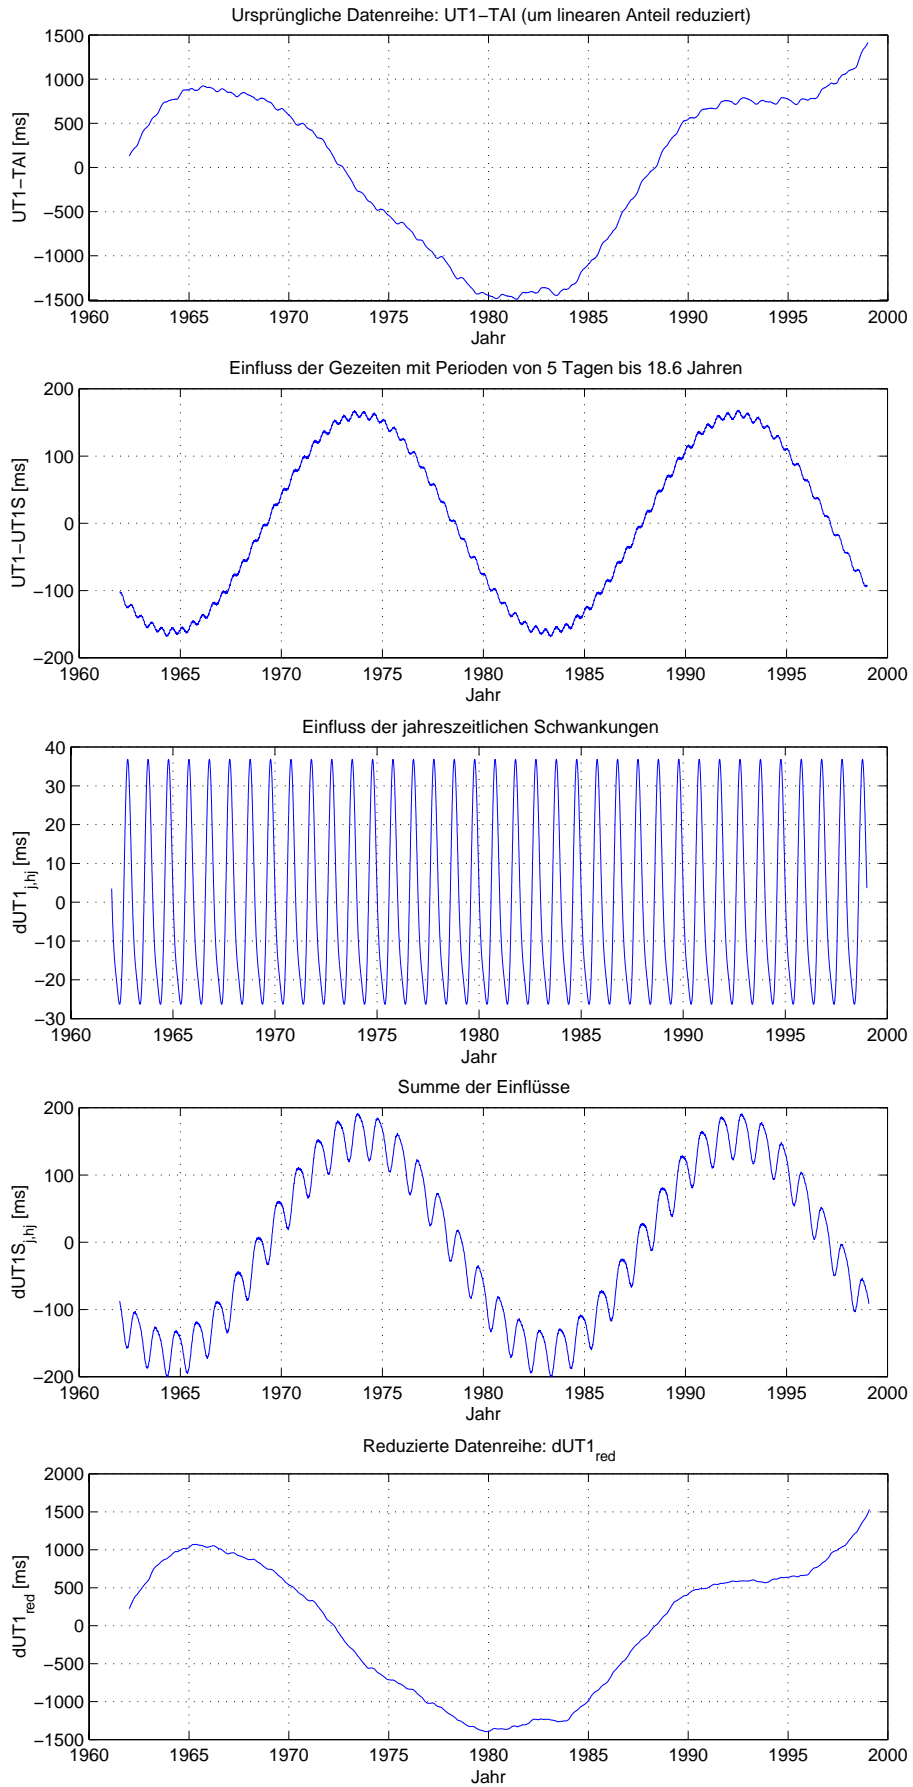 Ursprüngliche Datenreihe: UT1−TAI (um linearen Anteil reduziert)
1500
1000
500
0
−500
−1000
−1500
UT1−TAI [ms]
1960 1965 1970 1975 1980 1985 1990 1995 2000
Jahr
Einfluss der Gezeiten mit Perioden von 5 Tagen bis 18.6 Jahren
200
100
0
−100
−200
UT1−UT1S [ms]
1960 1965 1970 1975 1980 1985 1990 1995 2000
Jahr
Einfluss der jahreszeitlichen Schwankungen
40
30
20
10
0
−10
−20
−30
dUT1j,hj [ms]
1960 1965 1970 1975 1980 1985 1990 1995 2000
Jahr
Summe der Einflüsse
200
100
0
−100
−200
dUT1Sj,hj [ms]
1960 1965 1970 1975 1980 1985 1990 1995 2000
Jahr
Reduzierte Datenreihe: dUT1red
2000
1500
1000
500
0
−500
−1000
−1500
dUT1red [ms]
1960 1965 1970 1975 1980 1985 1990 1995 2000
Jahr